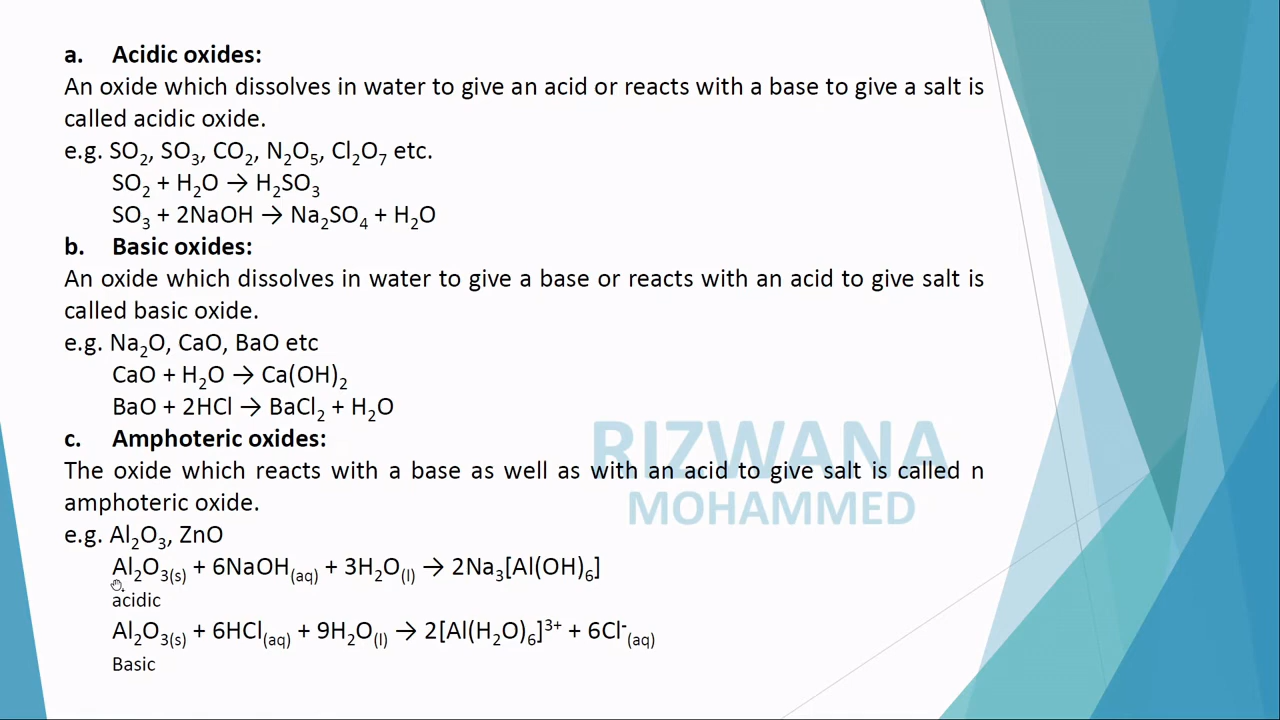 a. Acidic oxides:
An oxide which dissolves in water to give an acid or reacts with a base to give a salt is
called acidic oxide.
e.g. SO₂, SO₃, CO₂, N₂O₅, Cl₂O₇ etc.
SO₂ + H₂O → H₂SO₃
SO₃ + 2NaOH → Na₂SO₄ + H₂O
b. Basic oxides:
An oxide which dissolves in water to give a base or reacts with an acid to give salt is
called basic oxide.
e.g. Na₂O, CaO, BaO etc
CaO + H₂O → Ca(OH)₂
BaO + 2HCl → BaCl₂ + H₂O
c. Amphoteric oxides:
RIZWANA
The oxide which reacts with a base as well as with an acid to give salt is called n
amphoteric oxide.
MOHAMMED
e.g. Al₂O₃, ZnO
Al₂O₃(s) + 6NaOH(aq) + 3H₂O(l) → 2Na₃[Al(OH)₆]
acidic
Al₂O₃(s) + 6HCl(aq) + 9H₂O(l) → 2[Al(H₂O)₆]³⁺ + 6Cl⁻(aq)
Basic